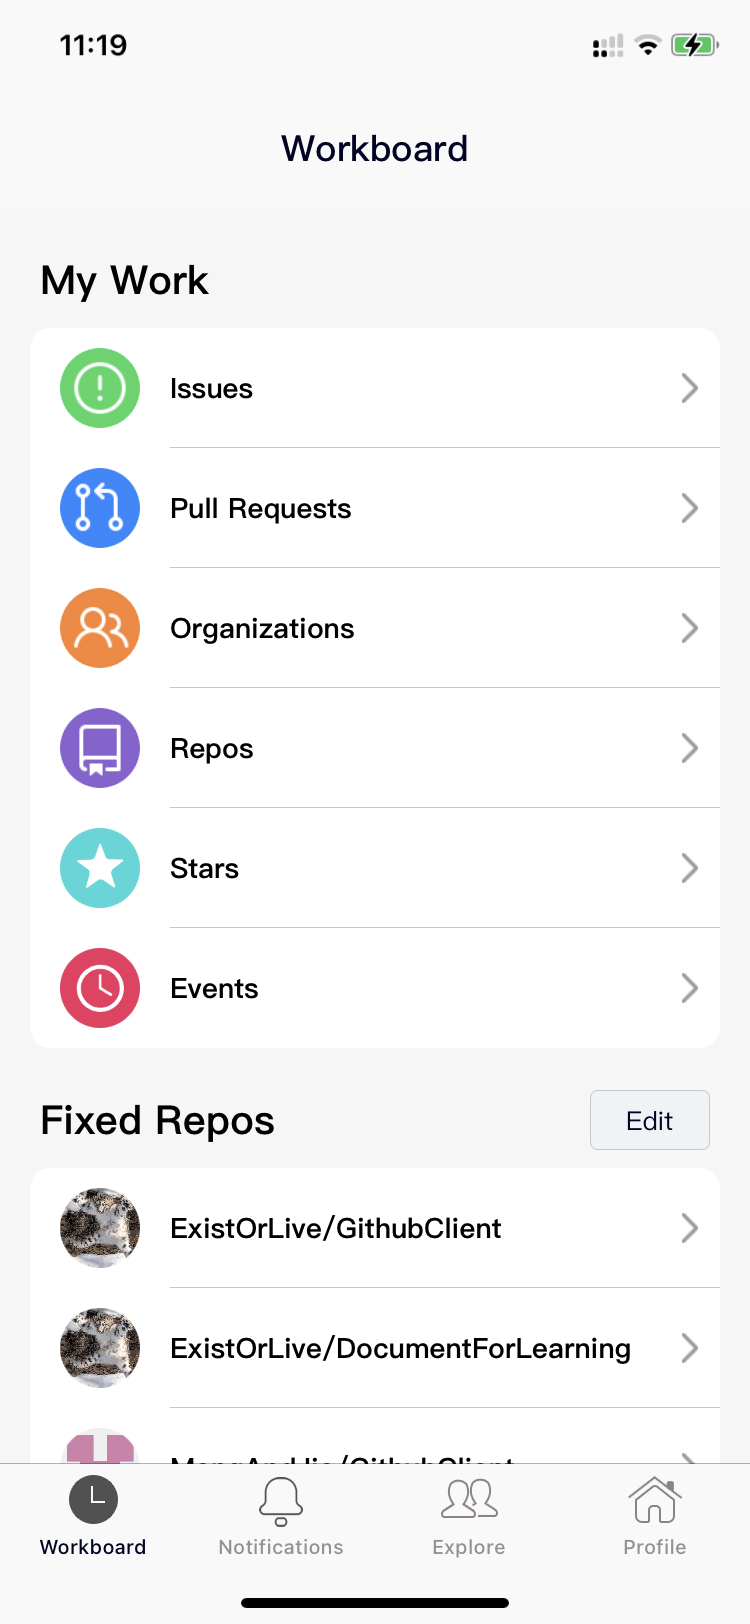 11:19
Workboard
My Work
Issues
Pull Requests
Organizations
Repos
Stars
Events
Fixed Repos
Edit
ExistOrLive/GithubClient
ExistOrLive/DocumentForLearning
Workboard
Notifications
Explore
Profile